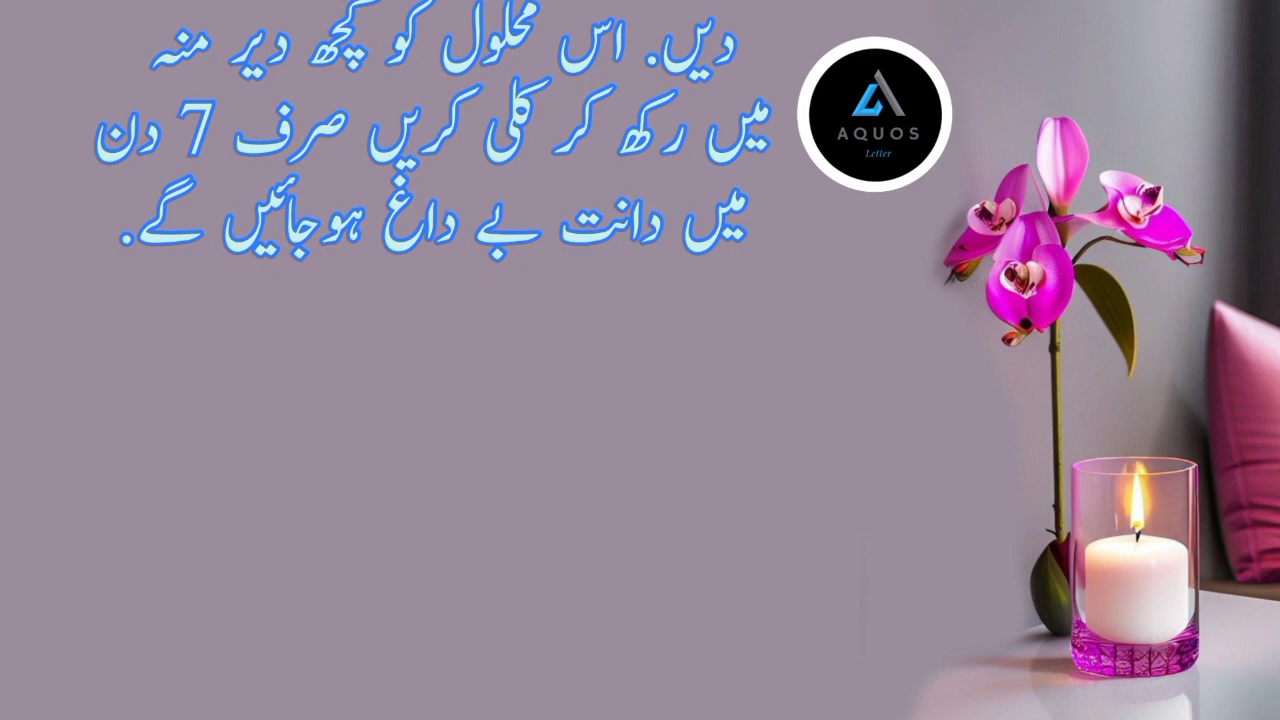 دیں. اس محلول کو کچھ دیر منہ
میں رکھ کر کلی کریں صرف 7 دن
میں دانت بے داغ ہوجائیں گے.
AQUOS
Letter